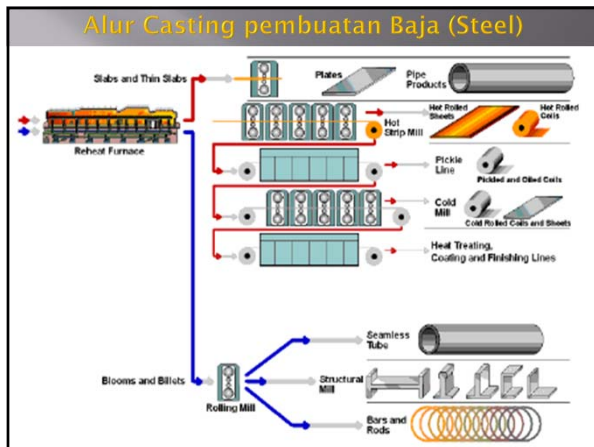 Alur Casting pembuatan Baja (Steel)
Slabs and Thin Slabs
Plates
Pipe
Products
Reheat Furnace
Hot
Strip Mill
Hot Rolled
Sheets
Hot Rolled
Coils
Pickle
Line
Pickled and Oiled Coils
Cold
Mill
Cold Rolled Coils and Sheets
Heat Treating,
Coating and Finishing Lines
Seamless
Tube
Blooms and Billets
Rolling Mill
Structural
Mill
Bars and
Rods